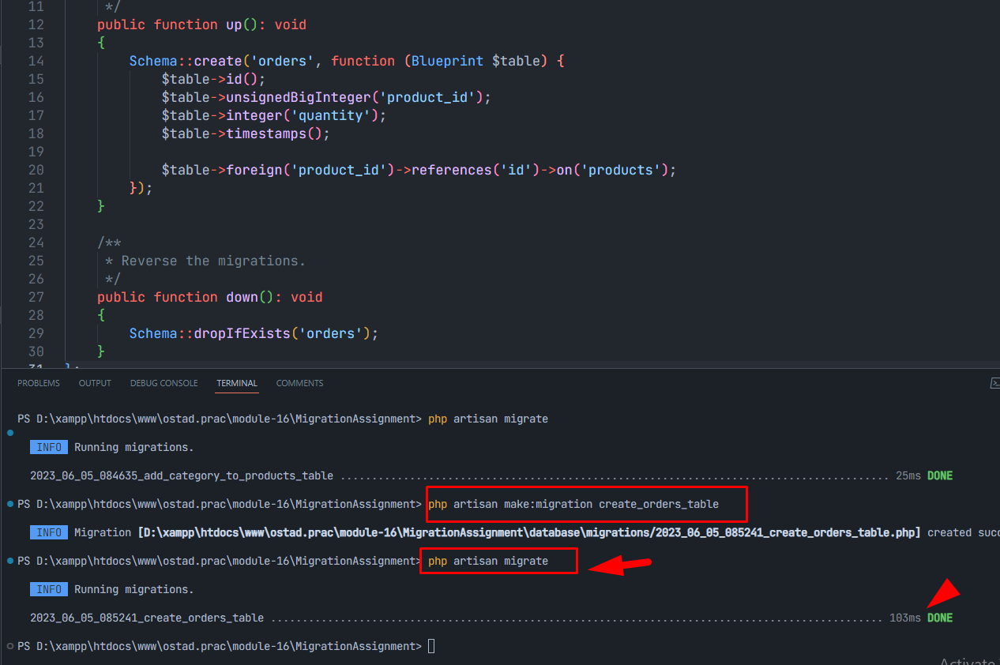 11     */
12    public function up(): void
13    {
14        Schema::create('orders', function (Blueprint $table) {
15            $table->id();
16            $table->unsignedBigInteger('product_id');
17            $table->integer('quantity');
18            $table->timestamps();
19
20            $table->foreign('product_id')->references('id')->on('products');
21        });
22    }
23
24    /**
25     * Reverse the migrations.
26     */
27    public function down(): void
28    {
29        Schema::dropIfExists('orders');
30    }
31 };
PROBLEMS OUTPUT DEBUG CONSOLE TERMINAL COMMENTS
PS D:\xampp\htdocs\www\ostad.prac\module-16\MigrationAssignment> php artisan migrate
INFO Running migrations.
2023_06_05_084635_add_category_to_products_table ....................................................................................... 25ms DONE
PS D:\xampp\htdocs\www\ostad.prac\module-16\MigrationAssignment> php artisan make:migration create_orders_table
INFO Migration [D:\xampp\htdocs\www\ostad.prac\module-16\MigrationAssignment\database\migrations/2023_06_05_085241_create_orders_table.php] created succ
PS D:\xampp\htdocs\www\ostad.prac\module-16\MigrationAssignment> php artisan migrate
INFO Running migrations.
2023_06_05_085241_create_orders_table ................................................................................................. 103ms DONE
PS D:\xampp\htdocs\www\ostad.prac\module-16\MigrationAssignment>
Activate